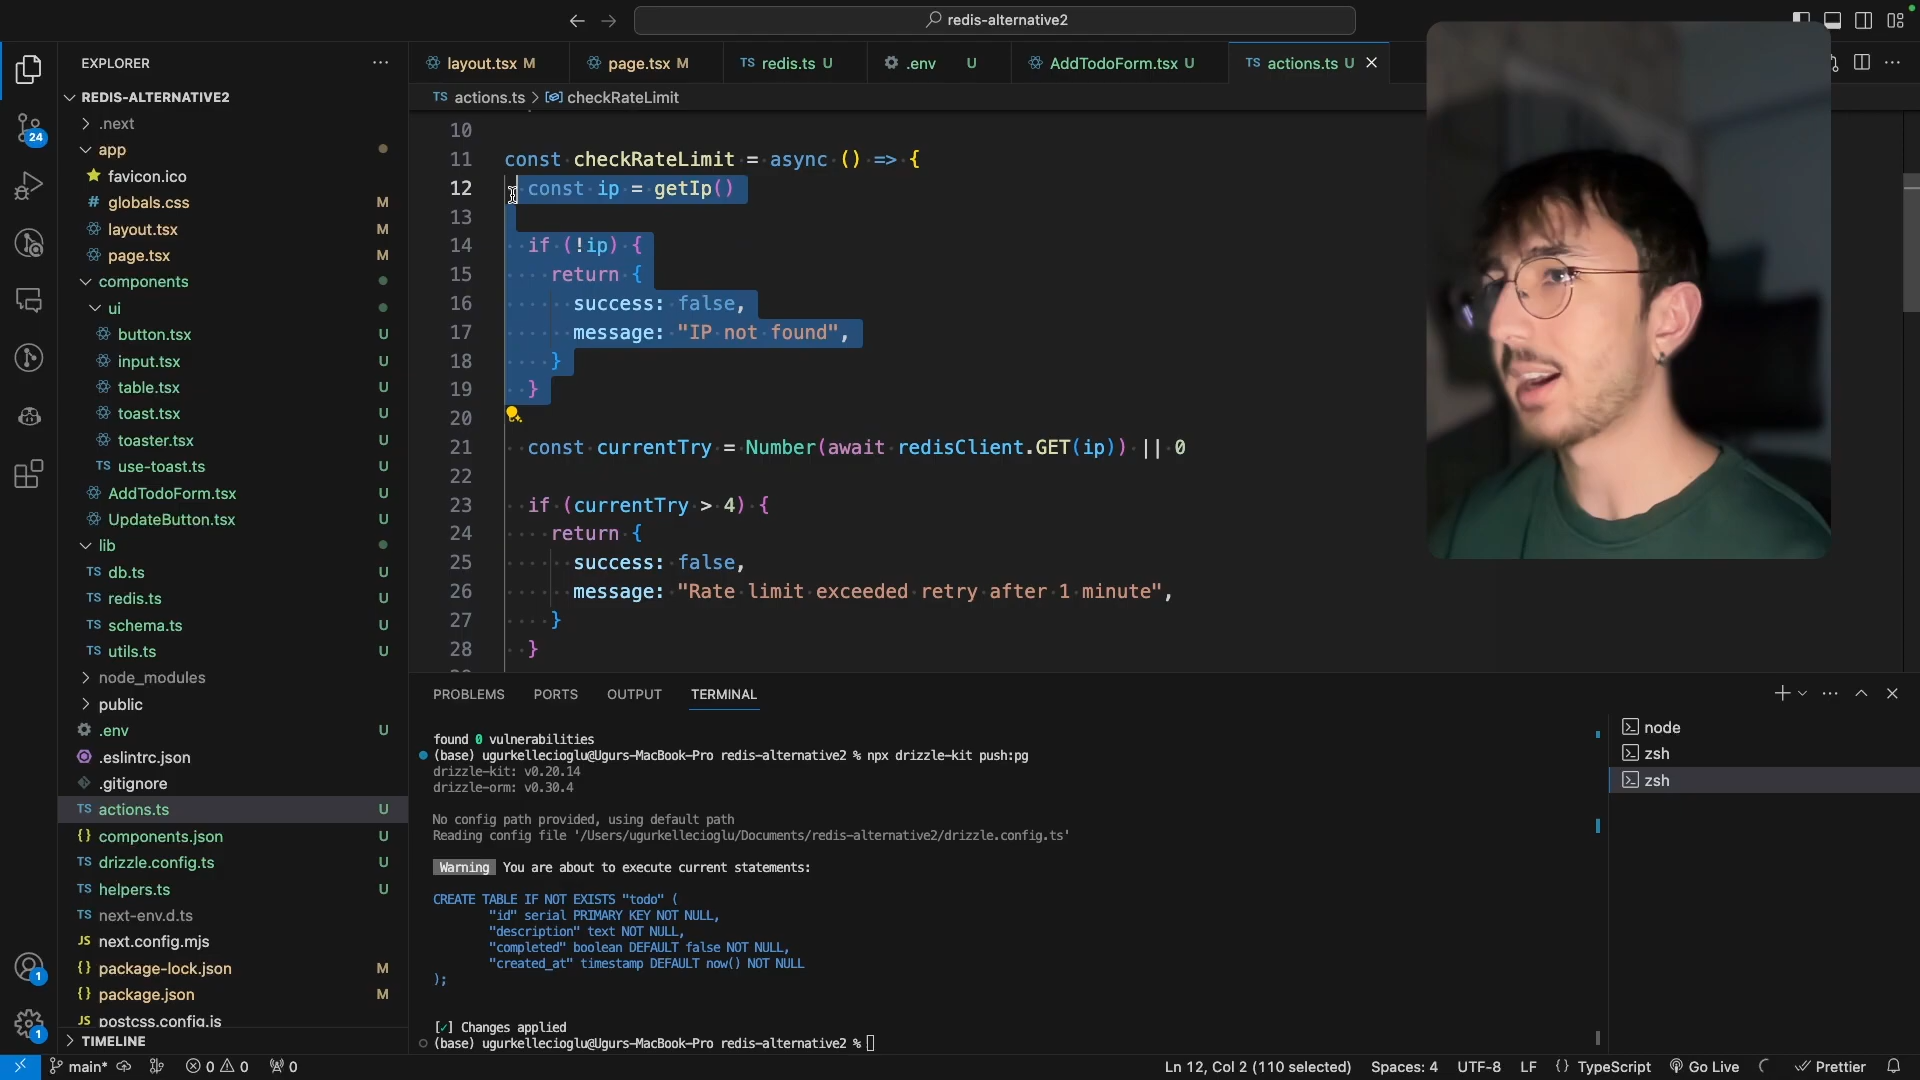 redis-alternative2
EXPLORER
REDIS-ALTERNATIVE2
.next
app
favicon.ico
globals.css M
layout.tsx M
page.tsx M
components
ui
button.tsx U
input.tsx U
table.tsx U
toast.tsx U
toaster.tsx U
use-toast.ts U
AddTodoForm.tsx U
UpdateButton.tsx U
lib
db.ts U
redis.ts U
schema.ts U
utils.ts U
node_modules
public
.env U
.eslintrc.json
.gitignore
actions.ts U
components.json U
drizzle.config.ts U
helpers.ts U
next-env.d.ts
next.config.mjs
package-lock.json M
package.json M
postcss.config.js
TIMELINE
24
1
1
layout.tsx M
page.tsx M
TS redis.ts U
.env U
AddTodoForm.tsx U
TS actions.ts U
TS actions.ts > checkRateLimit
10
11 const checkRateLimit = async () => {
12 const ip = getIp()
13
14 if (!ip) {
15 return {
16 success: false,
17 message: "IP not found",
18 }
19 }
20
21 const currentTry = Number(await redisClient.GET(ip)) || 0
22
23 if (currentTry > 4) {
24 return {
25 success: false,
26 message: "Rate limit exceeded retry after 1 minute",
27 }
28 }
PROBLEMS PORTS OUTPUT TERMINAL
found 0 vulnerabilities
(base) ugurkellecioglu@Ugurs-MacBook-Pro redis-alternative2 % npx drizzle-kit push:pg
drizzle-kit: v0.20.14
drizzle-orm: v0.30.4
No config path provided, using default path
Reading config file '/Users/ugurkellecioglu/Documents/redis-alternative2/drizzle.config.ts'
Warning You are about to execute current statements:
CREATE TABLE IF NOT EXISTS "todo" (
"id" serial PRIMARY KEY NOT NULL,
"description" text NOT NULL,
"completed" boolean DEFAULT false NOT NULL,
"created_at" timestamp DEFAULT now() NOT NULL
);
[✓] Changes applied
(base) ugurkellecioglu@Ugurs-MacBook-Pro redis-alternative2 %
node
zsh
zsh
main* 0 0 0 Ln 12, Col 2 (110 selected) Spaces: 4 UTF-8 LF {} TypeScript Go Live Prettier